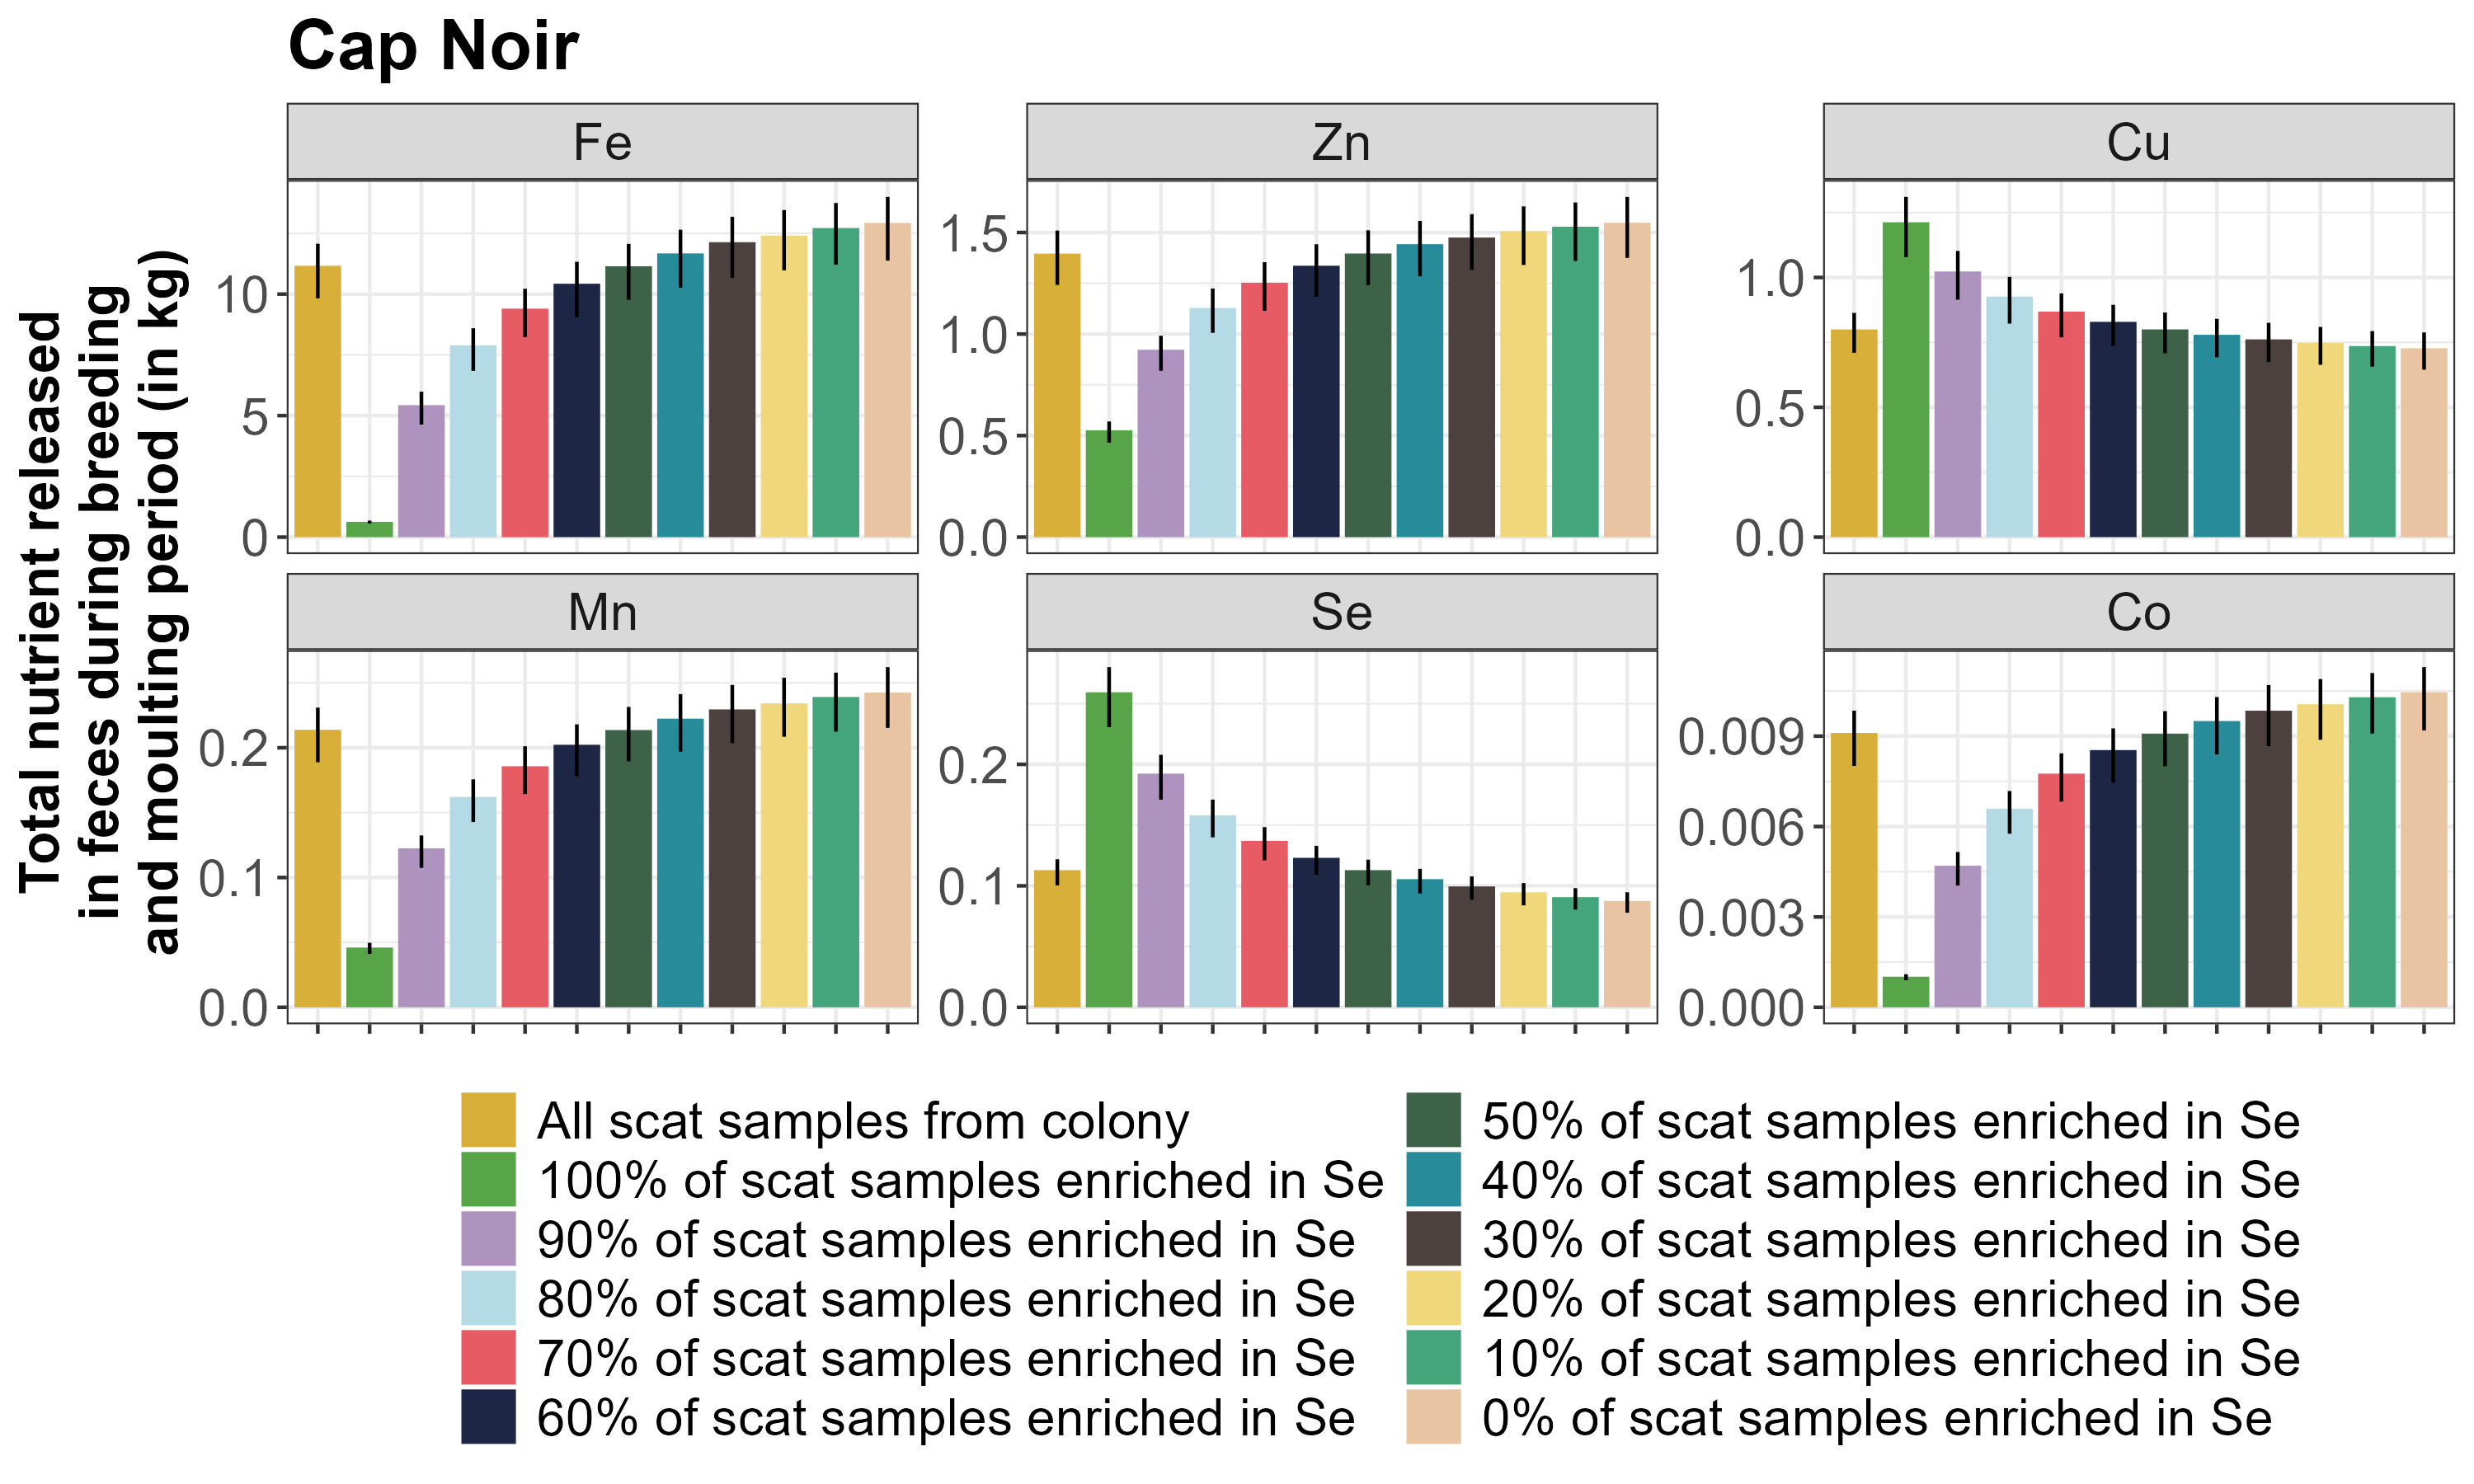 Cap Noir
Total nutrient released
in feces during breeding
and moulting period (in kg)
Fe
10
5
0
Zn
1.5
1.0
0.5
0.0
Cu
1.0
0.5
0.0
Mn
0.2
0.1
0.0
Se
0.2
0.1
0.0
Co
0.009
0.006
0.003
0.000
All scat samples from colony
100% of scat samples enriched in Se
90% of scat samples enriched in Se
80% of scat samples enriched in Se
70% of scat samples enriched in Se
60% of scat samples enriched in Se
50% of scat samples enriched in Se
40% of scat samples enriched in Se
30% of scat samples enriched in Se
20% of scat samples enriched in Se
10% of scat samples enriched in Se
0% of scat samples enriched in Se